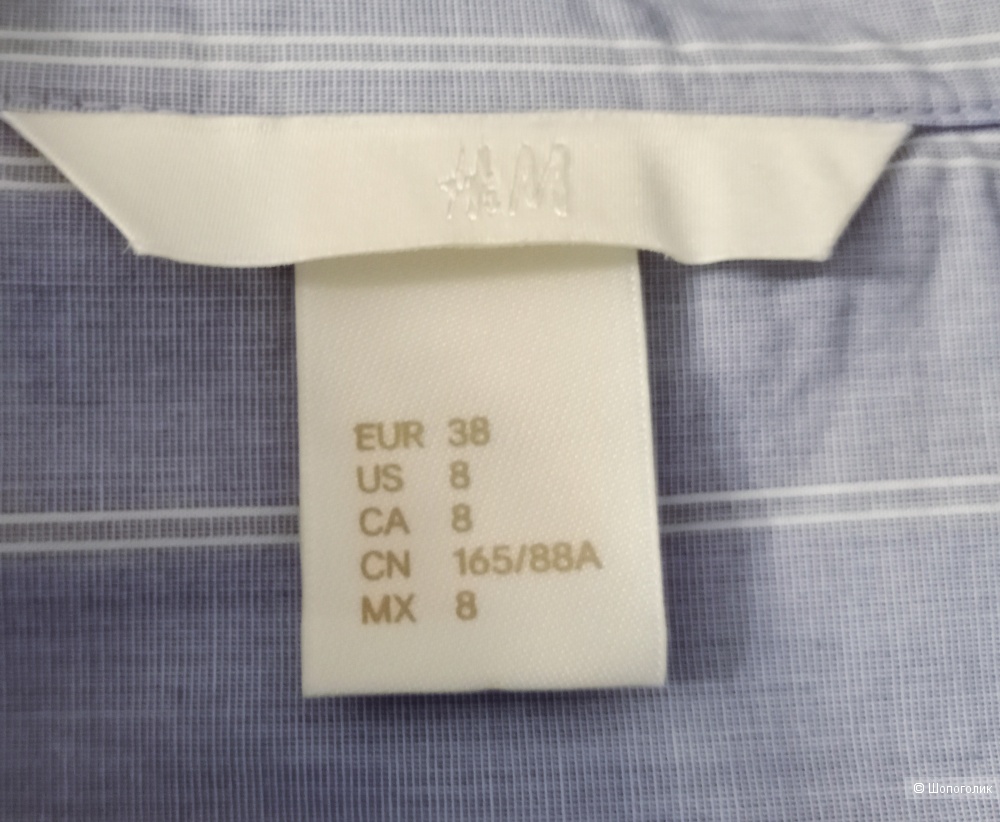 H&M
EUR 38
US 8
CA 8
CN 165/88A
MX 8
© Шопоголик